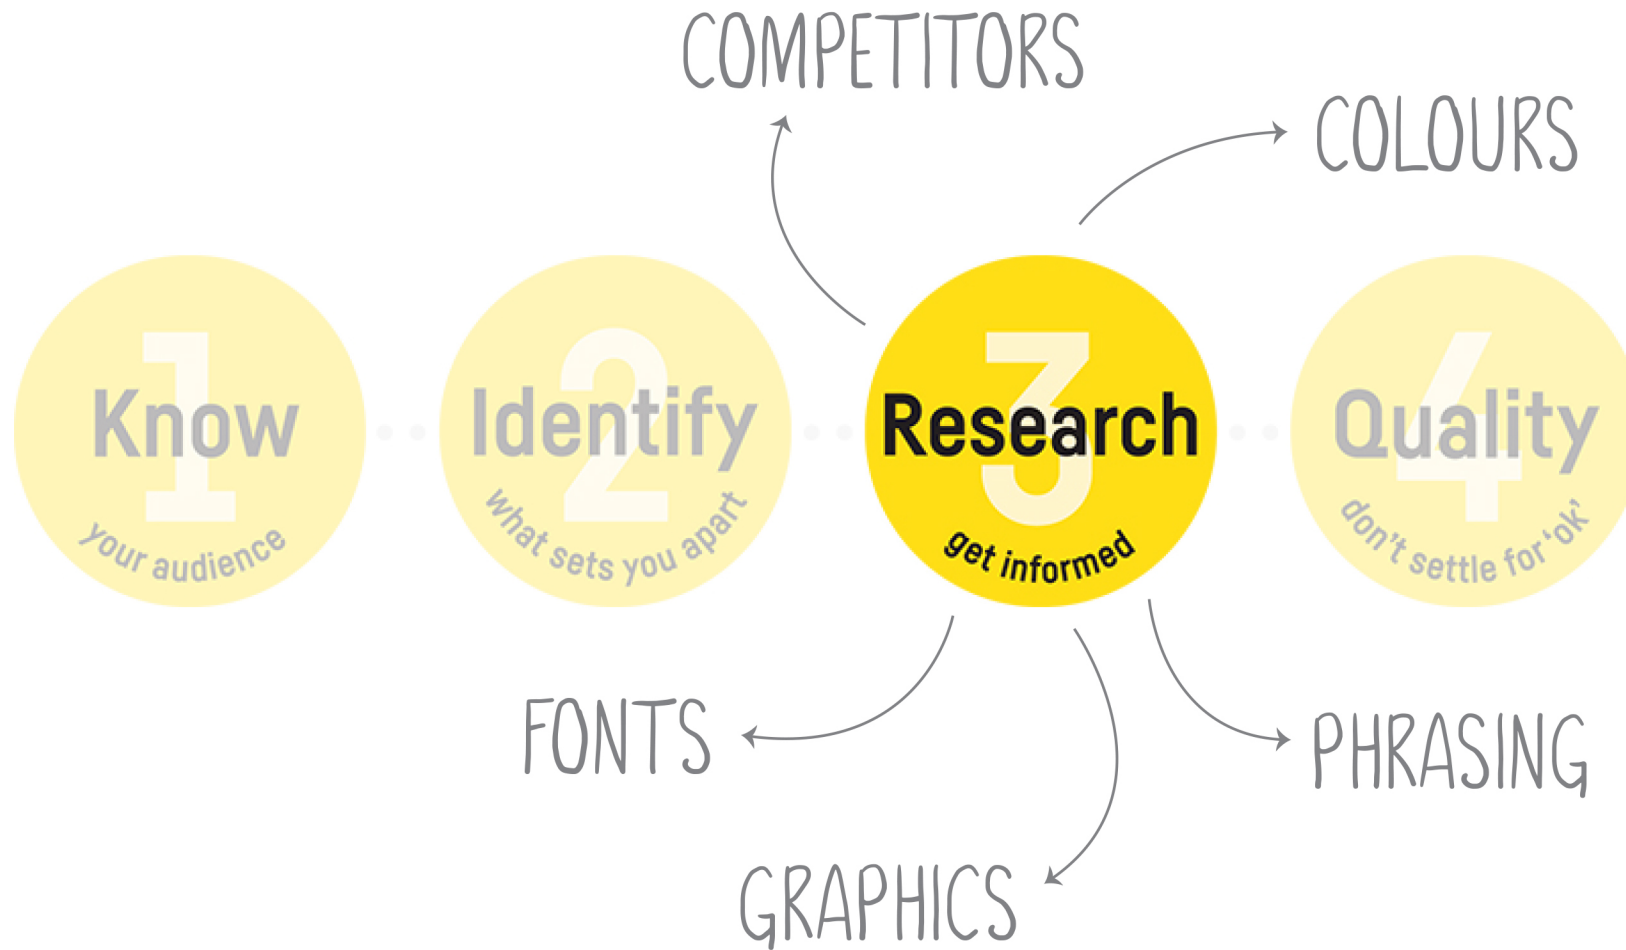 COMPETITORS
COLOURS
1
Know
your audience
2
Identify
what sets you apart
3
Research
get informed
4
Quality
don't settle for 'ok'
FONTS
PHRASING
GRAPHICS